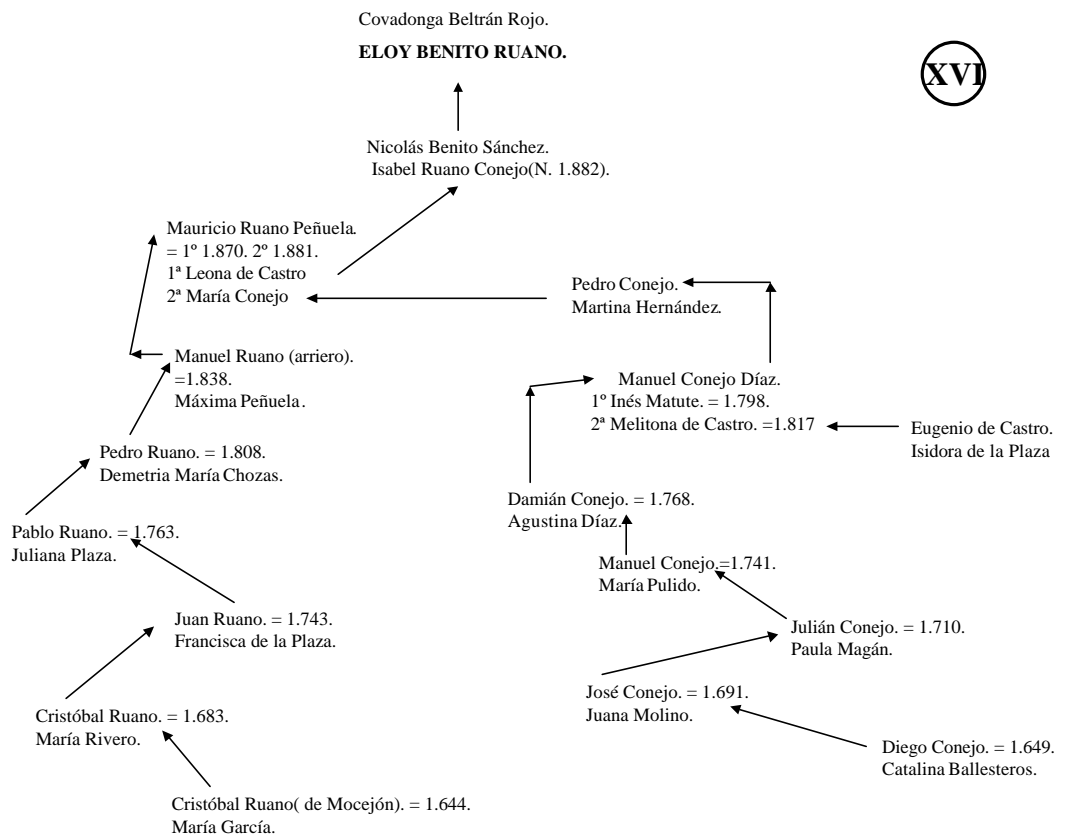 Covadonga Beltrán Rojo.
ELOY BENITO RUANO.
XVI
Nicolás Benito Sánchez.
Isabel Ruano Conejo(N. 1.882).
Mauricio Ruano Peñuela.
= 1º 1.870. 2º 1.881.
1ª Leona de Castro
2ª María Conejo
Pedro Conejo.
Martina Hernández.
Manuel Ruano (arriero).
=1.838.
Máxima Peñuela.
Manuel Conejo Díaz.
1º Inés Matute. = 1.798.
2ª Melitona de Castro. =1.817
Eugenio de Castro.
Isidora de la Plaza
Pedro Ruano. = 1.808.
Demetria María Chozas.
Damián Conejo. = 1.768.
Agustina Díaz.
Pablo Ruano. = 1.763.
Juliana Plaza.
Manuel Conejo.=1.741.
María Pulido.
Juan Ruano. = 1.743.
Francisca de la Plaza.
Julián Conejo. = 1.710.
Paula Magán.
José Conejo. = 1.691.
Juana Molino.
Cristóbal Ruano. = 1.683.
María Rivero.
Diego Conejo. = 1.649.
Catalina Ballesteros.
Cristóbal Ruano( de Mocejón). = 1.644.
María García.